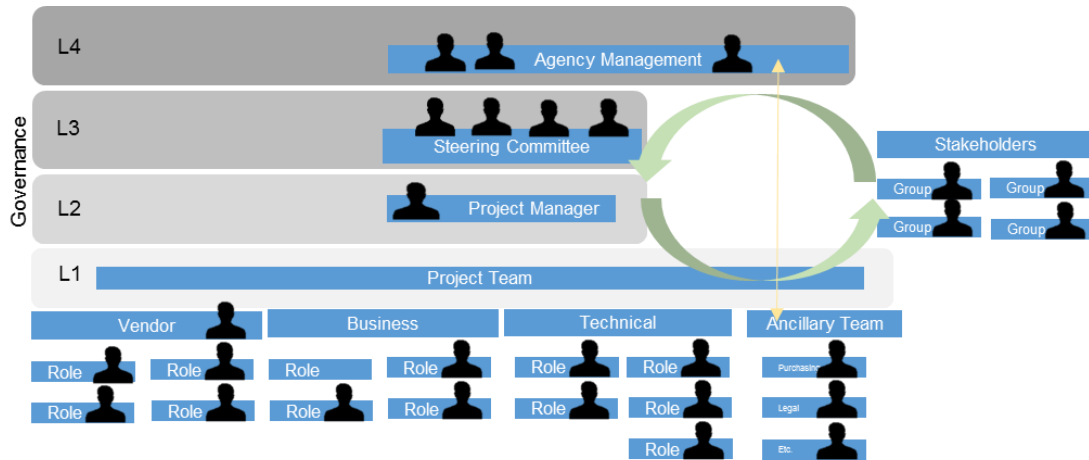 Governance
L4
Agency Management
L3
Steering Committee
L2
Project Manager
L1
Project Team
Stakeholders
Group
Group
Group
Group
Vendor
Business
Technical
Ancillary Team
Role
Role
Role
Role
Role
Role
Purchasing
Role
Role
Role
Role
Role
Role
Legal
Role
Etc.